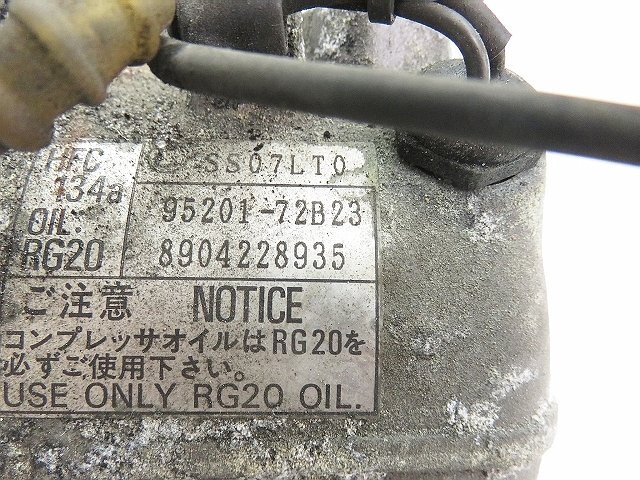 HFC
134a
OIL.
RG20
SS07LT0
95201-72B23
8904228935
ご注意 NOTICE
コンプレッサオイルはRG20を
必ずご使用下さい。
USE ONLY RG20 OIL.